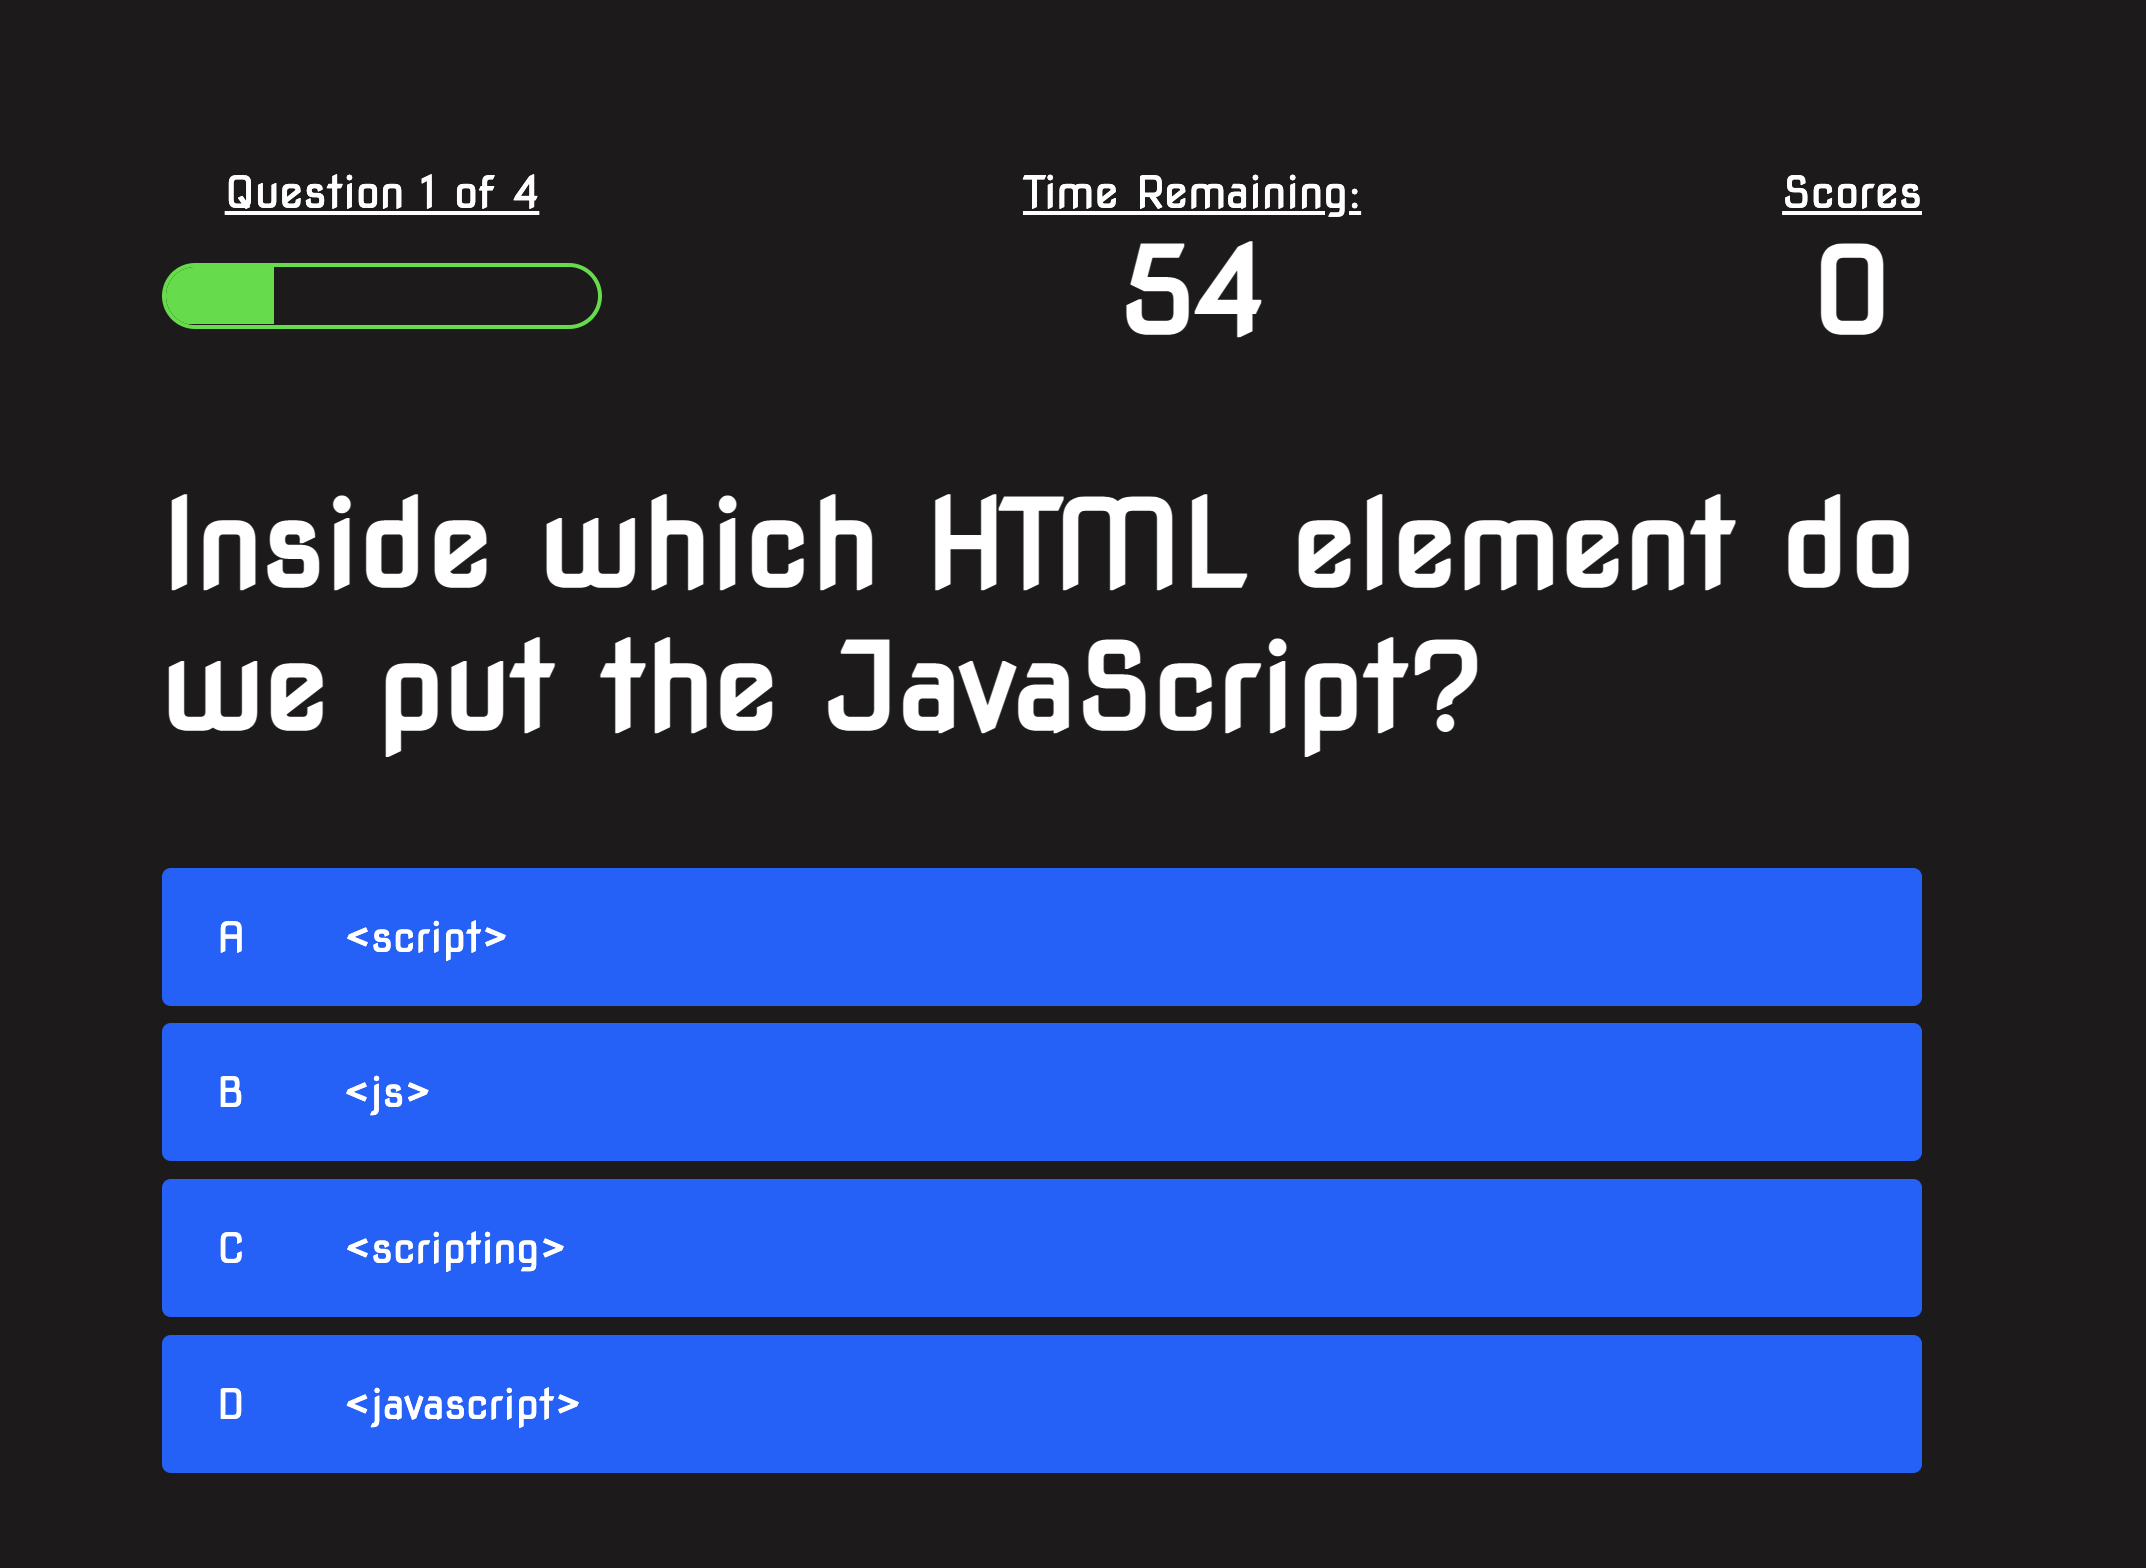 Question 1 of 4
Time Remaining:
Scores
54
0
Inside which HTML element do
we put the JavaScript?
A <script>
B <js>
C <scripting>
D <javascript>